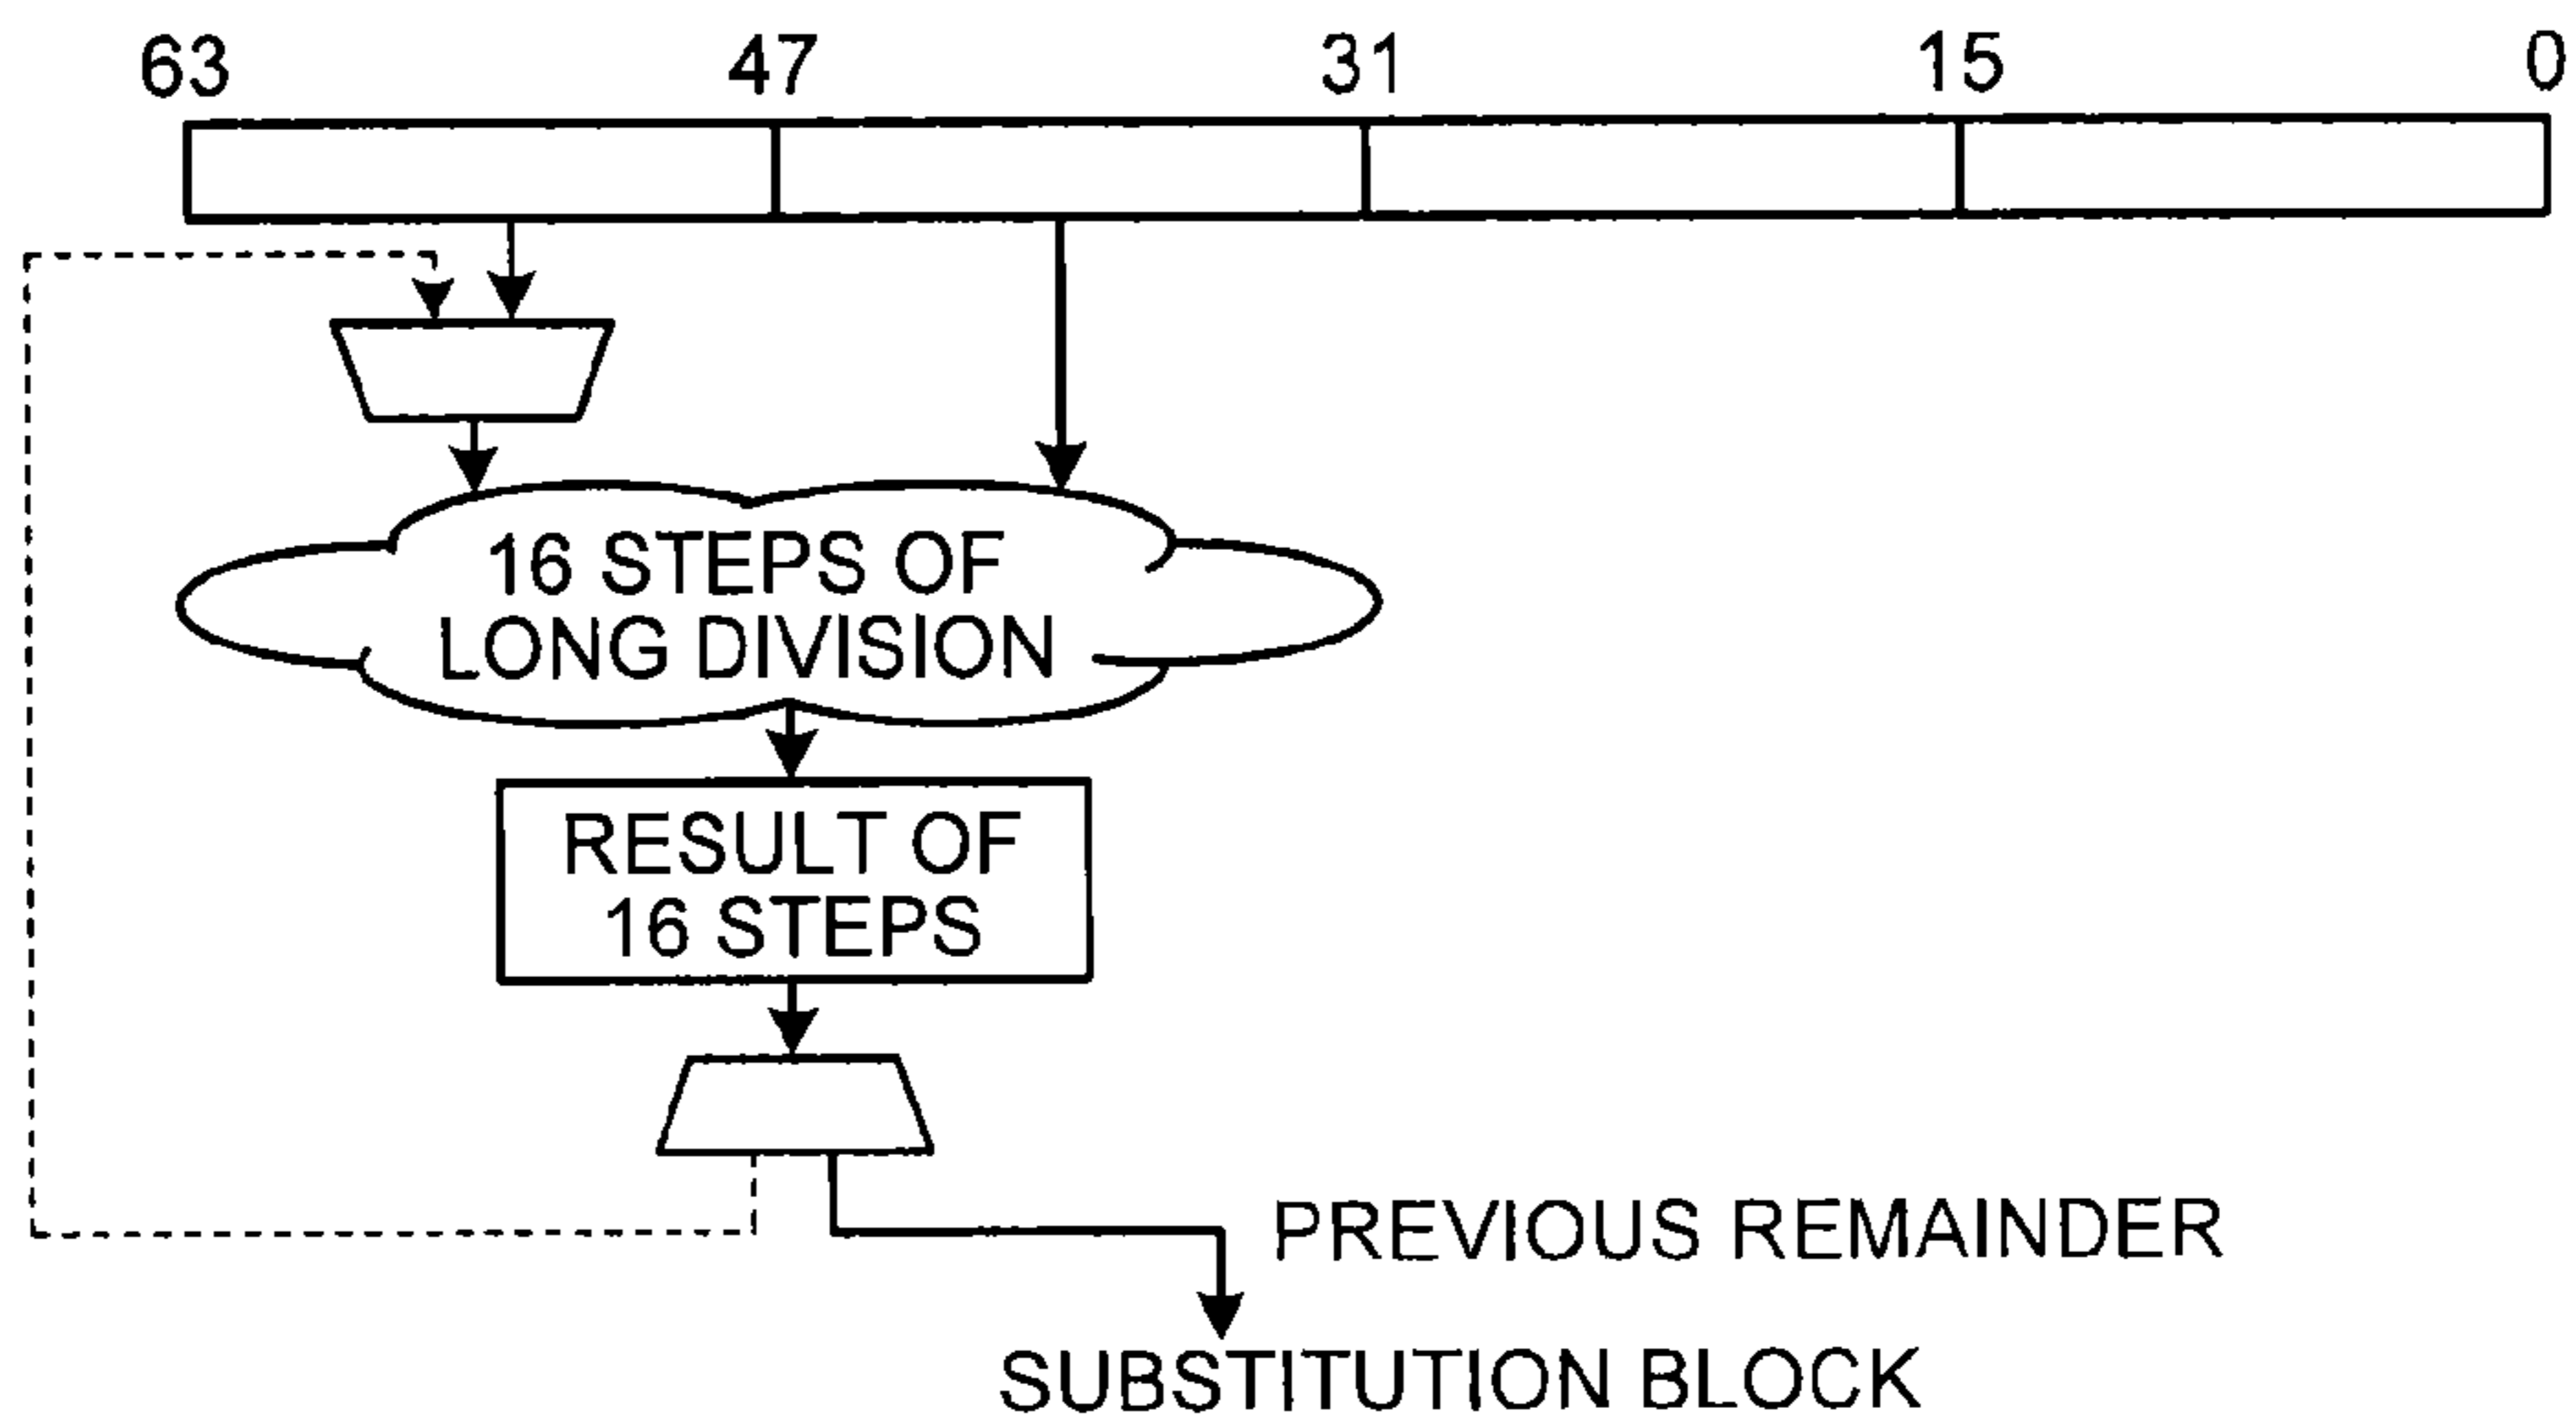 63 47 31 15 0
16 STEPS OF
LONG DIVISION
RESULT OF
16 STEPS
PREVIOUS REMAINDER
SUBSTITUTION BLOCK